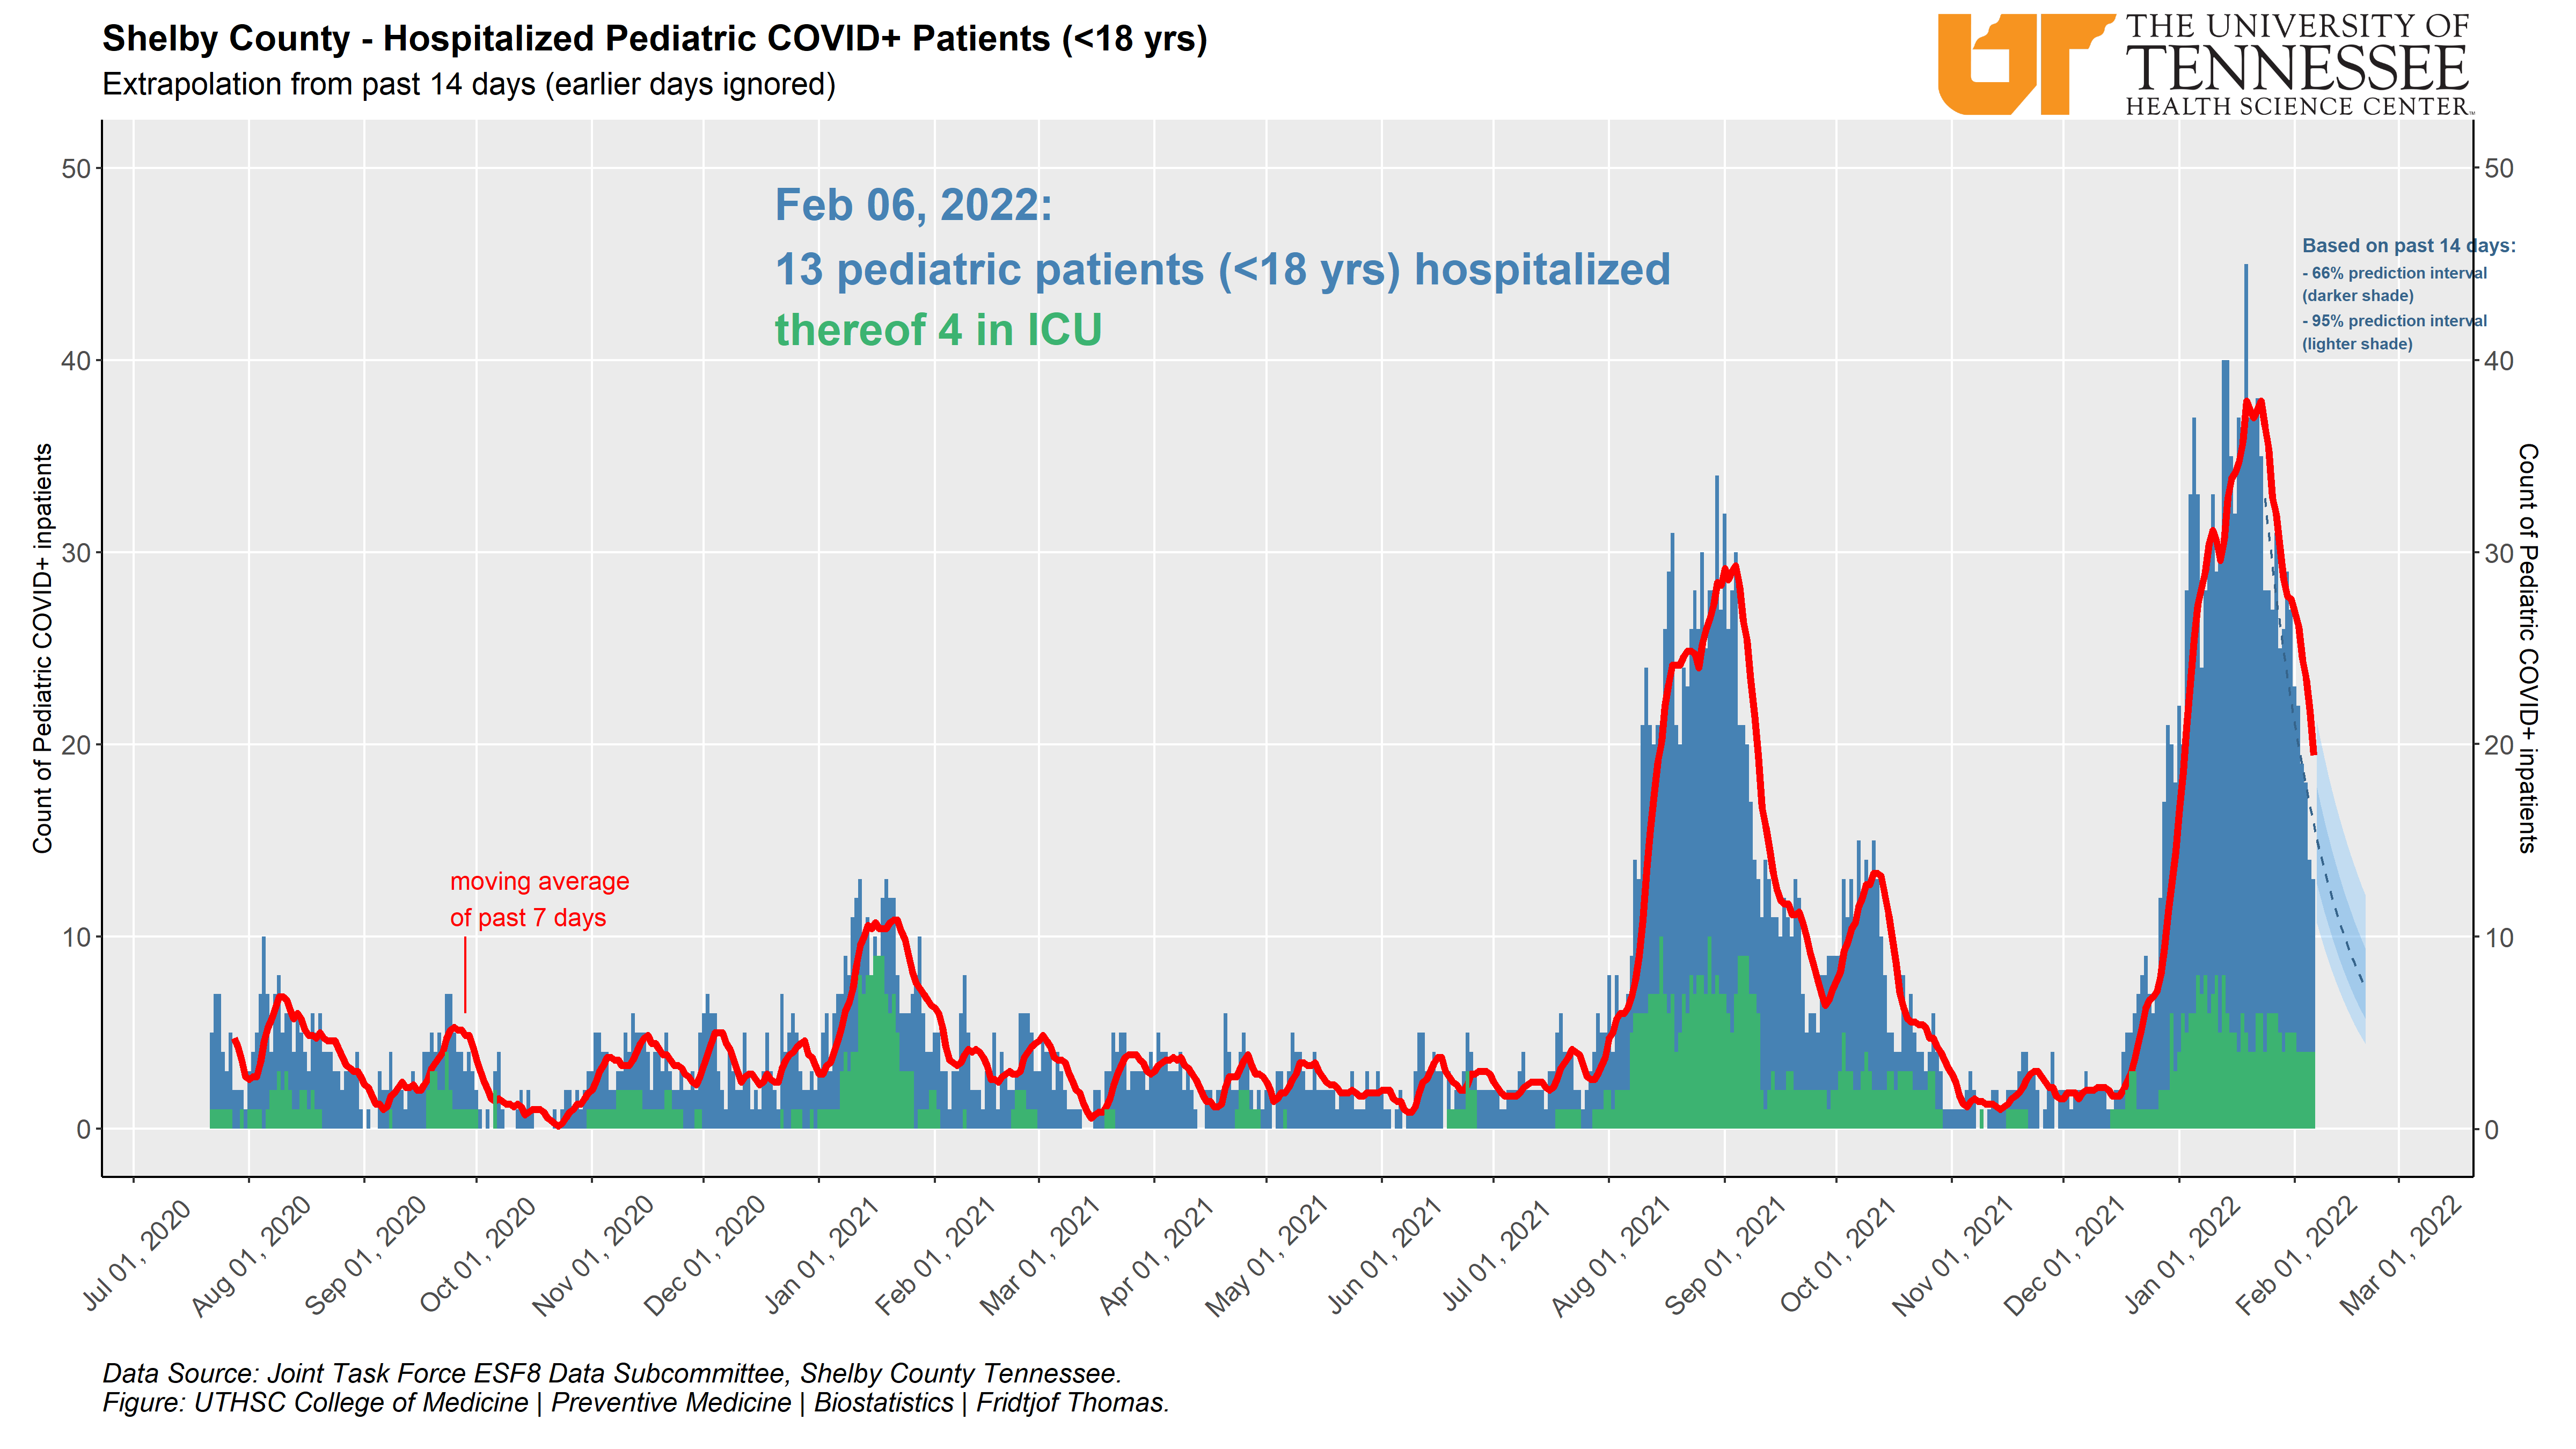 Shelby County - Hospitalized Pediatric COVID+ Patients (<18 yrs)
Extrapolation from past 14 days (earlier days ignored)
THE UNIVERSITY OF
TENNESSEE
HEALTH SCIENCE CENTER™
Feb 06, 2022:
13 pediatric patients (<18 yrs) hospitalized
thereof 4 in ICU
Based on past 14 days:
- 66% prediction interval
(darker shade)
- 95% prediction interval
(lighter shade)
moving average
of past 7 days
Count of Pediatric COVID+ inpatients
50
40
30
20
10
0
50
40
30
20
10
0
Count of Pediatric COVID+ inpatients
Jul 01, 2020
Aug 01, 2020
Sep 01, 2020
Oct 01, 2020
Nov 01, 2020
Dec 01, 2020
Jan 01, 2021
Feb 01, 2021
Mar 01, 2021
Apr 01, 2021
May 01, 2021
Jun 01, 2021
Jul 01, 2021
Aug 01, 2021
Sep 01, 2021
Oct 01, 2021
Nov 01, 2021
Dec 01, 2021
Jan 01, 2022
Feb 01, 2022
Mar 01, 2022
Data Source: Joint Task Force ESF8 Data Subcommittee, Shelby County Tennessee.
Figure: UTHSC College of Medicine | Preventive Medicine | Biostatistics | Fridtjof Thomas.